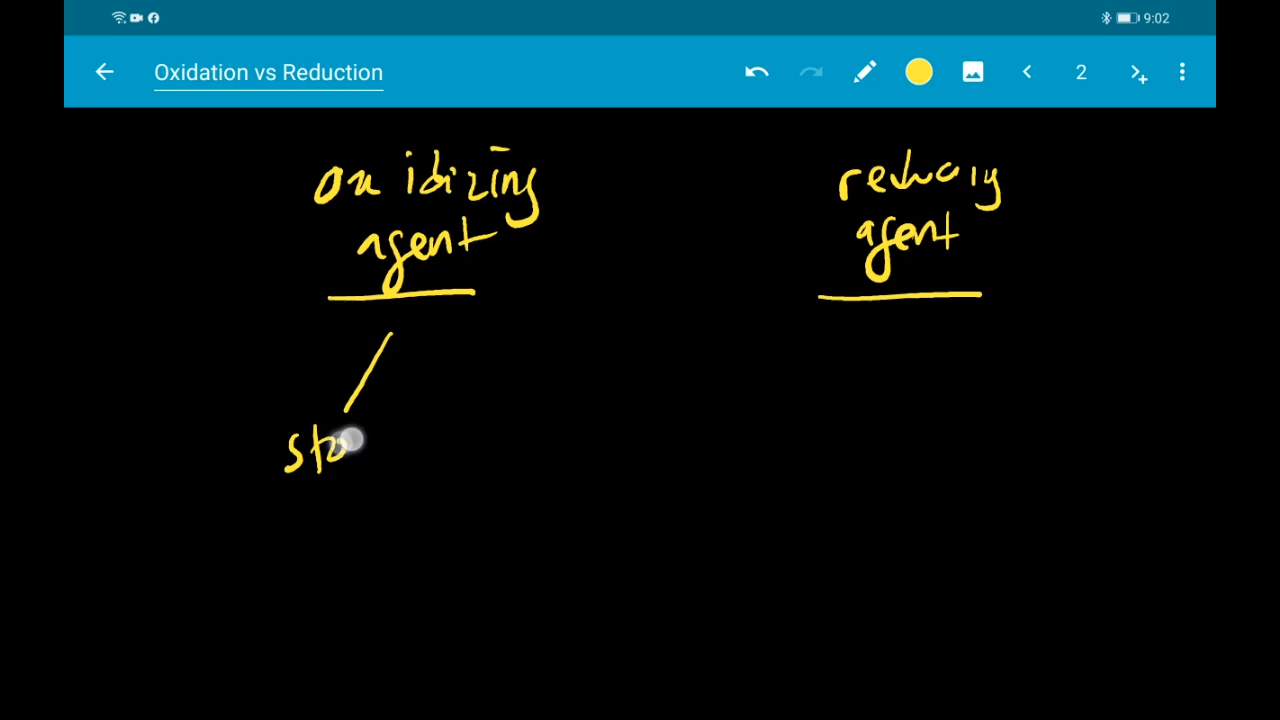 9:02
Oxidation vs Reduction
2
oxidizing
agent
reducing
agent